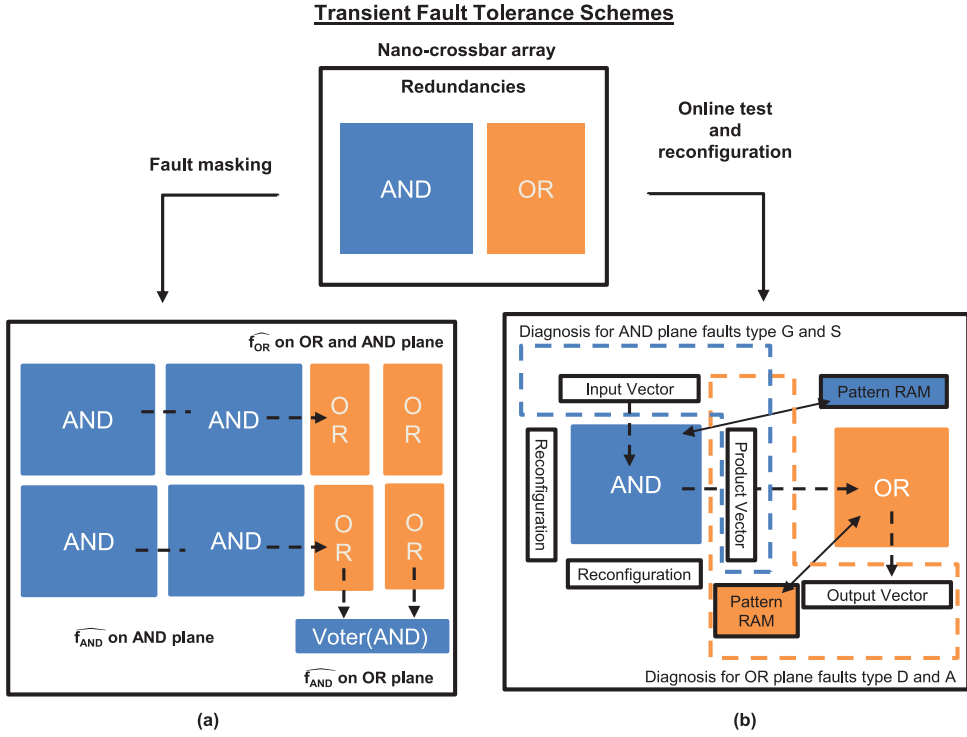 Transient Fault Tolerance Schemes
Nano-crossbar array
Redundancies
AND
OR
Fault masking
Online test
and
reconfiguration
f_OR on OR and AND plane
AND
AND
O
R
O
R
AND
AND
O
R
O
R
Voter(AND)
f_AND on AND plane
f_AND on OR plane
(a)
Diagnosis for AND plane faults type G and S
Input Vector
Pattern RAM
Reconfiguration
AND
Product Vector
OR
Reconfiguration
Pattern
RAM
Output Vector
Diagnosis for OR plane faults type D and A
(b)